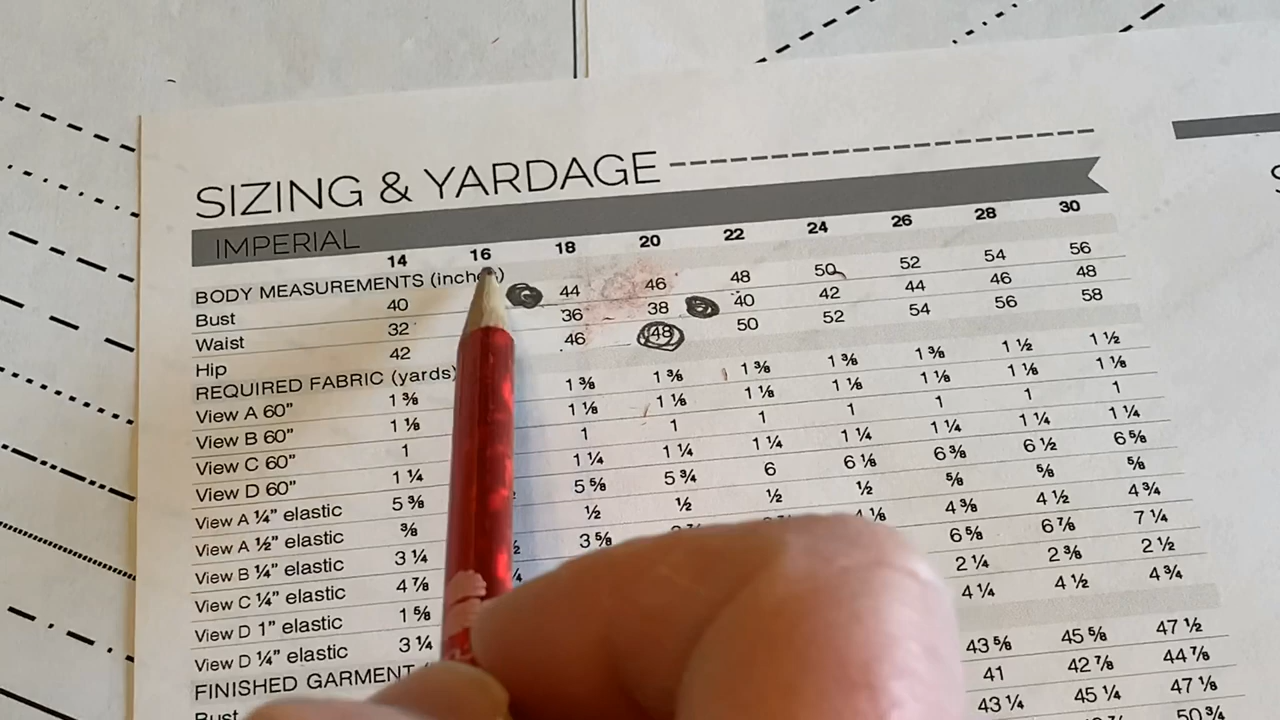 SIZING & YARDAGE
IMPERIAL 14 16 18 20 22 24 26 28 30
BODY MEASUREMENTS (inches)
Bust 40 44 46 48 50 52 54 56
Waist 32 36 38 40 42 44 46 48
Hip 42 46 48 50 52 54 56 58
REQUIRED FABRIC (yards)
View A 60" 1 ⅜ 1 ⅜ 1 ⅜ 1 ⅜ 1 ⅜ 1 ⅜ 1 ½ 1 ½
View B 60" 1 ⅛ 1 ⅛ 1 ⅛ 1 ⅛ 1 ⅛ 1 ⅛ 1 ⅛ 1 ⅛
View C 60" 1 1 1 1 1 1 1 1
View D 60" 1 ¼ 1 ¼ 1 ¼ 1 ¼ 1 ¼ 1 ¼ 1 ¼ 1 ¼
View A ¼" elastic 5 ⅜ 5 ⅝ 5 ¾ 6 6 ⅛ 6 ⅜ 6 ½ 6 ⅝
View A ½" elastic ⅜ ½ ½ ½ ½ ⅝ ⅝ ⅝
View B ¼" elastic 3 ¼ 3 ⅝ 4 ⅜ 4 ½ 4 ¾
View C ¼" elastic 4 ⅞ 6 ⅝ 6 ⅞ 7 ¼
View D 1" elastic 1 ⅝ 2 ¼ 2 ⅜ 2 ½
View D ¼" elastic 3 ¼ 4 ¼ 4 ½ 4 ¾
FINISHED GARMENT
Bust 43 ⅝ 45 ⅝ 47 ½
41 42 ⅞ 44 ⅞
43 ¼ 45 ¼ 47 ⅛
50 ¾